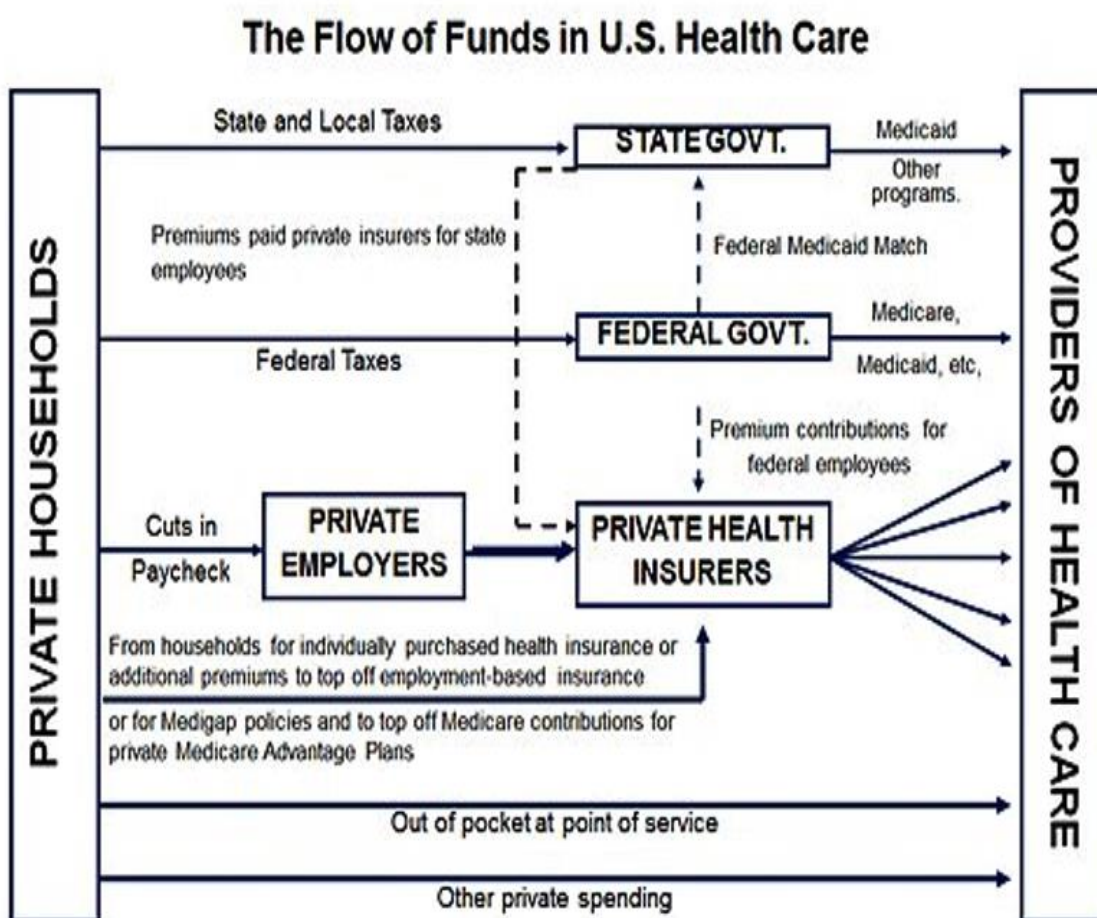 The Flow of Funds in U.S. Health Care
PRIVATE HOUSEHOLDS
State and Local Taxes
STATE GOVT.
Medicaid
Other
programs.
Premiums paid private insurers for state
employees
Federal Medicaid Match
Federal Taxes
FEDERAL GOVT.
Medicare,
Medicaid, etc,
Premium contributions for
federal employees
Cuts in
Paycheck
PRIVATE
EMPLOYERS
PRIVATE HEALTH
INSURERS
From households for individually purchased health insurance or
additional premiums to top off employment-based insurance
or for Medigap policies and to top off Medicare contributions for
private Medicare Advantage Plans
Out of pocket at point of service
Other private spending
PROVIDERS OF HEALTH CARE